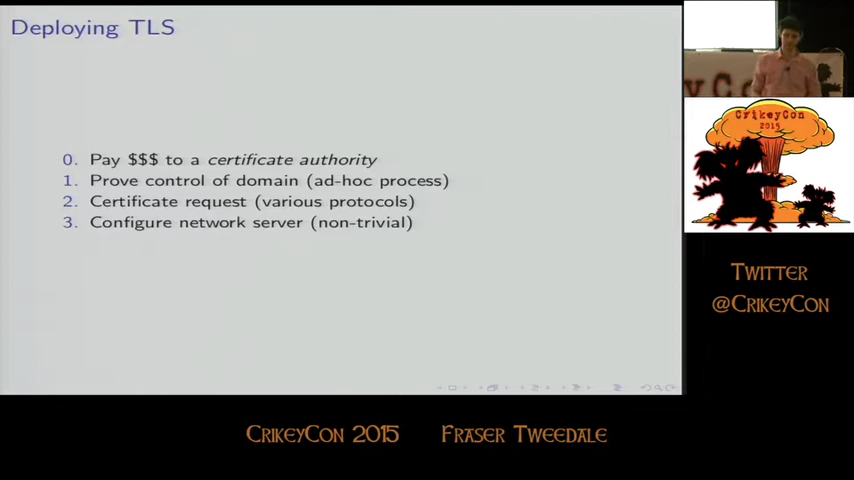 Deploying TLS
0. Pay $$$ to a certificate authority
1. Prove control of domain (ad-hoc process)
2. Certificate request (various protocols)
3. Configure network server (non-trivial)
CrikeyCon
2015
Twitter
@CrikeyCon
CrikeyCon 2015 Fraser Tweedale